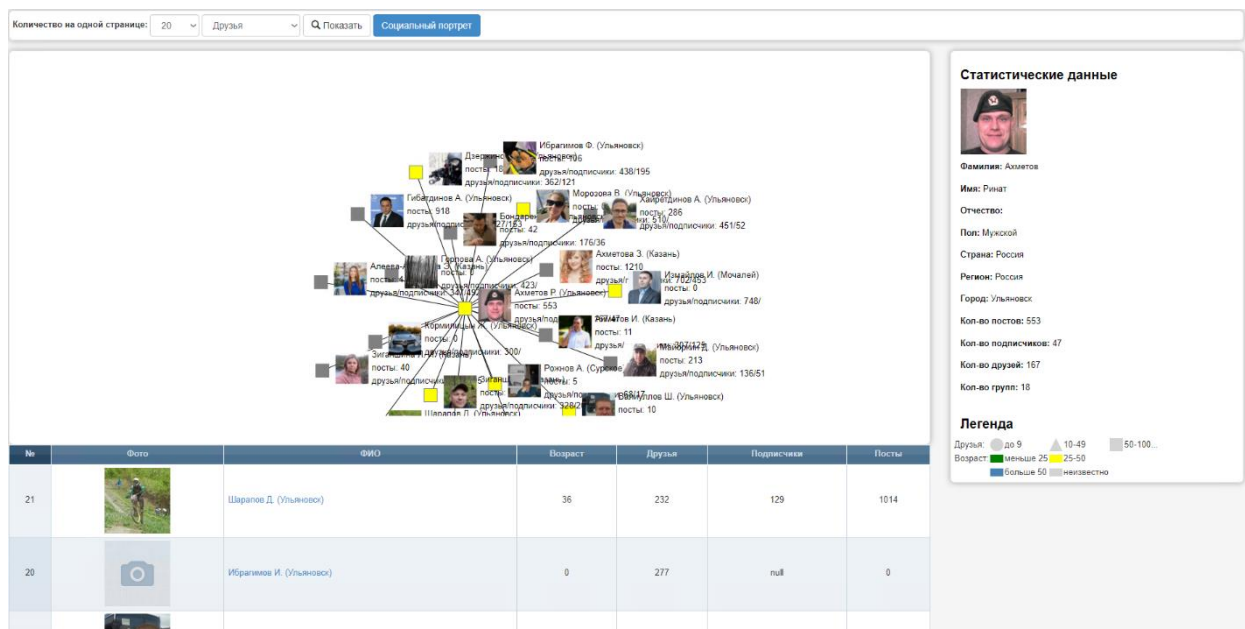 Количество на одной странице: 20 Друзья Показать Социальный портрет
Ибрагимов Ф. (Ульяновск)
друзья/подписчики: 438/195
друзья/подписчики: 362/121
Гибатдинов А. (Ульяновск)
посты: 918
Морозова В. (Ульяновск)
Хайретдинов А. (Ульяновск)
посты: 286
друзья/подписчики: 451/52
посты: 42
друзья/подписчики: 176/36
Ахметова З. (Казань)
посты: 1210
Горлова А. (Ульяновск)
Измайлов И. (Мочалей)
посты: 0
друзья/подписчики: 748/
Ахметов Р. (Ульяновск)
посты: 553
Ахметов И. (Казань)
посты: 11
Кормилицын Ж. (Ульяновск)
посты: 0
посты: 213
друзья/подписчики: 136/51
посты: 40
Рожнов А. (Сурское
посты: 5
посты: 10
Шарапов Д. (Ульяновск)
Статистические данные
Фамилия: Ахметов
Имя: Ринат
Отчество:
Пол: Мужской
Страна: Россия
Регион: Россия
Город: Ульяновск
Кол-во постов: 553
Кол-во подписчиков: 47
Кол-во друзей: 167
Кол-во групп: 18
Легенда
Друзья: до 9 10-49 50-100...
Возраст: меньше 25 25-50
больше 50 неизвестно
№ Фото ФИО Возраст Друзья Подписчики Посты
21 Шарапов Д. (Ульяновск) 36 232 129 1014
20 Ибрагимов И. (Ульяновск) 0 277 null 0